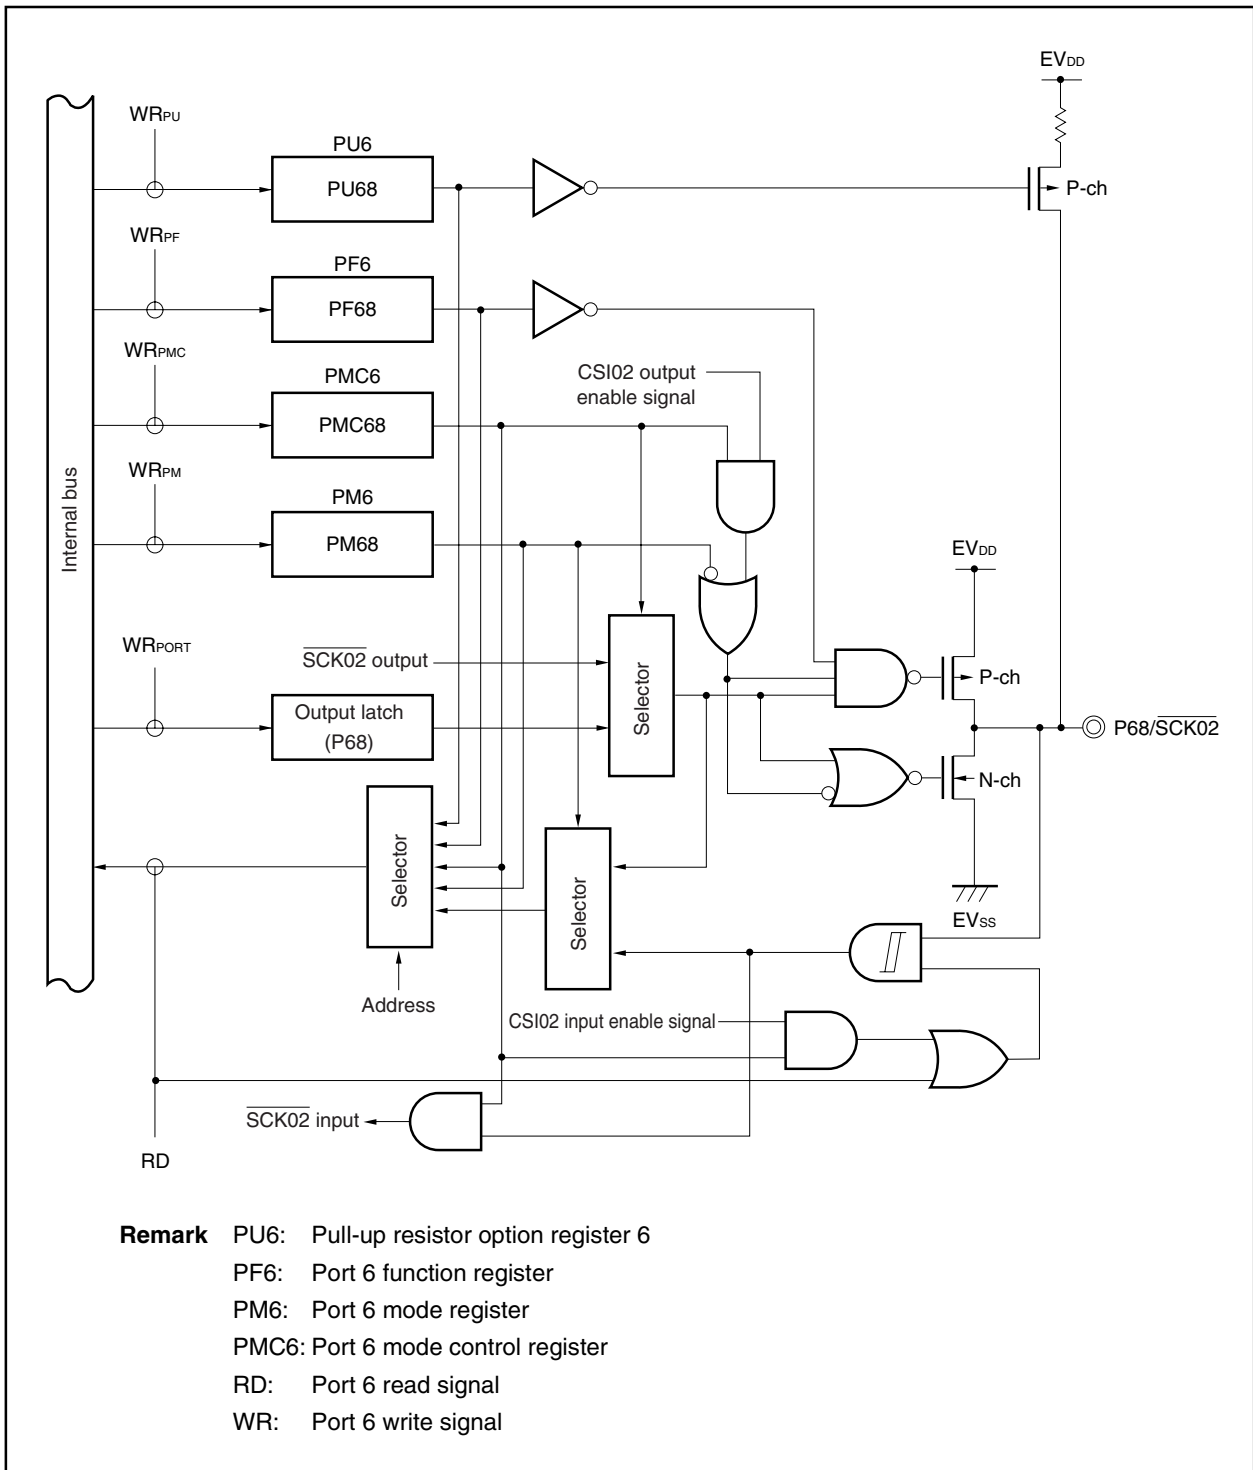 EVDD
WRPU
PU6
PU68
P-ch
WRPF
PF6
PF68
WRPMC
PMC6
CSI02 output
enable signal
PMC68
WRPM
PM6
Internal bus
PM68
EVDD
WRPORT
SCK02 output
Selector
P-ch
Output latch
(P68)
P68/SCK02
N-ch
Selector
Selector
EVSS
Address
CSI02 input enable signal
SCK02 input
RD
Remark PU6: Pull-up resistor option register 6
PF6: Port 6 function register
PM6: Port 6 mode register
PMC6: Port 6 mode control register
RD: Port 6 read signal
WR: Port 6 write signal